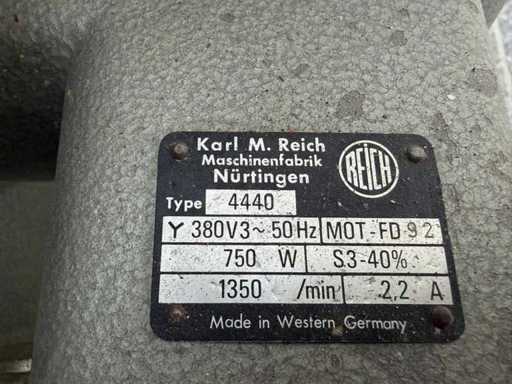 Karl M. Reich
Maschinenfabrik
Nürtingen
REICH
Type 4440
Y 380V3~50Hz MOT.-FD 92
750 W S3-40%
1350 /min 2,2 A
Made in Western Germany